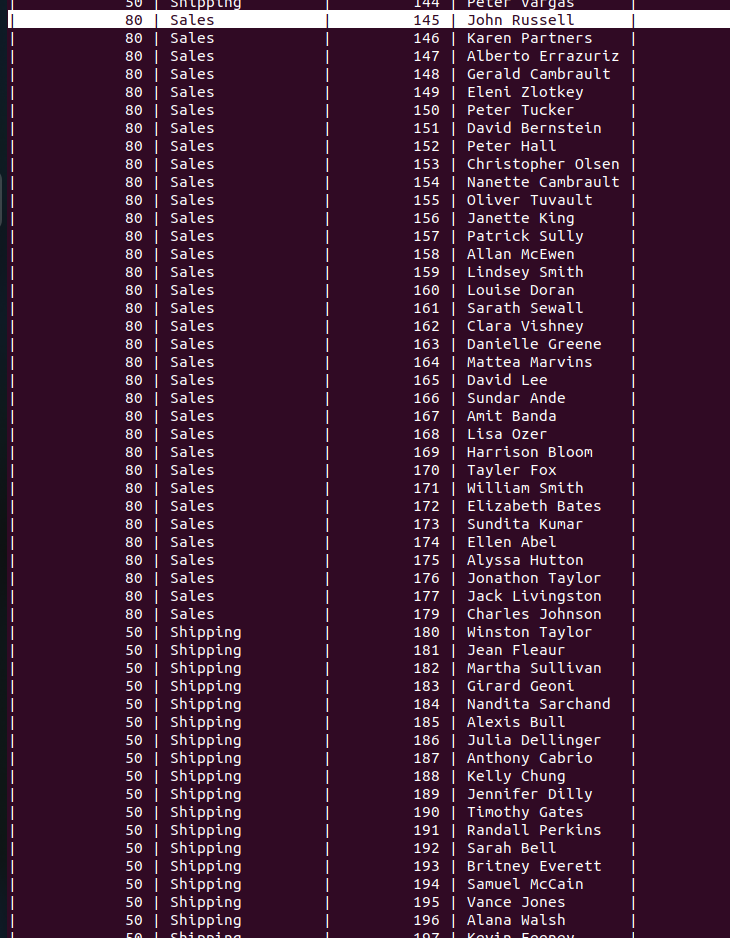 | 50 | Shipping | 144 | Peter Vargas |
| 80 | Sales | 145 | John Russell |
| 80 | Sales | 146 | Karen Partners |
| 80 | Sales | 147 | Alberto Errazuriz |
| 80 | Sales | 148 | Gerald Cambrault |
| 80 | Sales | 149 | Eleni Zlotkey |
| 80 | Sales | 150 | Peter Tucker |
| 80 | Sales | 151 | David Bernstein |
| 80 | Sales | 152 | Peter Hall |
| 80 | Sales | 153 | Christopher Olsen |
| 80 | Sales | 154 | Nanette Cambrault |
| 80 | Sales | 155 | Oliver Tuvault |
| 80 | Sales | 156 | Janette King |
| 80 | Sales | 157 | Patrick Sully |
| 80 | Sales | 158 | Allan McEwen |
| 80 | Sales | 159 | Lindsey Smith |
| 80 | Sales | 160 | Louise Doran |
| 80 | Sales | 161 | Sarath Sewall |
| 80 | Sales | 162 | Clara Vishney |
| 80 | Sales | 163 | Danielle Greene |
| 80 | Sales | 164 | Mattea Marvins |
| 80 | Sales | 165 | David Lee |
| 80 | Sales | 166 | Sundar Ande |
| 80 | Sales | 167 | Amit Banda |
| 80 | Sales | 168 | Lisa Ozer |
| 80 | Sales | 169 | Harrison Bloom |
| 80 | Sales | 170 | Tayler Fox |
| 80 | Sales | 171 | William Smith |
| 80 | Sales | 172 | Elizabeth Bates |
| 80 | Sales | 173 | Sundita Kumar |
| 80 | Sales | 174 | Ellen Abel |
| 80 | Sales | 175 | Alyssa Hutton |
| 80 | Sales | 176 | Jonathon Taylor |
| 80 | Sales | 177 | Jack Livingston |
| 80 | Sales | 179 | Charles Johnson |
| 50 | Shipping | 180 | Winston Taylor |
| 50 | Shipping | 181 | Jean Fleaur |
| 50 | Shipping | 182 | Martha Sullivan |
| 50 | Shipping | 183 | Girard Geoni |
| 50 | Shipping | 184 | Nandita Sarchand |
| 50 | Shipping | 185 | Alexis Bull |
| 50 | Shipping | 186 | Julia Dellinger |
| 50 | Shipping | 187 | Anthony Cabrio |
| 50 | Shipping | 188 | Kelly Chung |
| 50 | Shipping | 189 | Jennifer Dilly |
| 50 | Shipping | 190 | Timothy Gates |
| 50 | Shipping | 191 | Randall Perkins |
| 50 | Shipping | 192 | Sarah Bell |
| 50 | Shipping | 193 | Britney Everett |
| 50 | Shipping | 194 | Samuel McCain |
| 50 | Shipping | 195 | Vance Jones |
| 50 | Shipping | 196 | Alana Walsh |
| 50 | Shipping | 197 | Kevin Feeney |